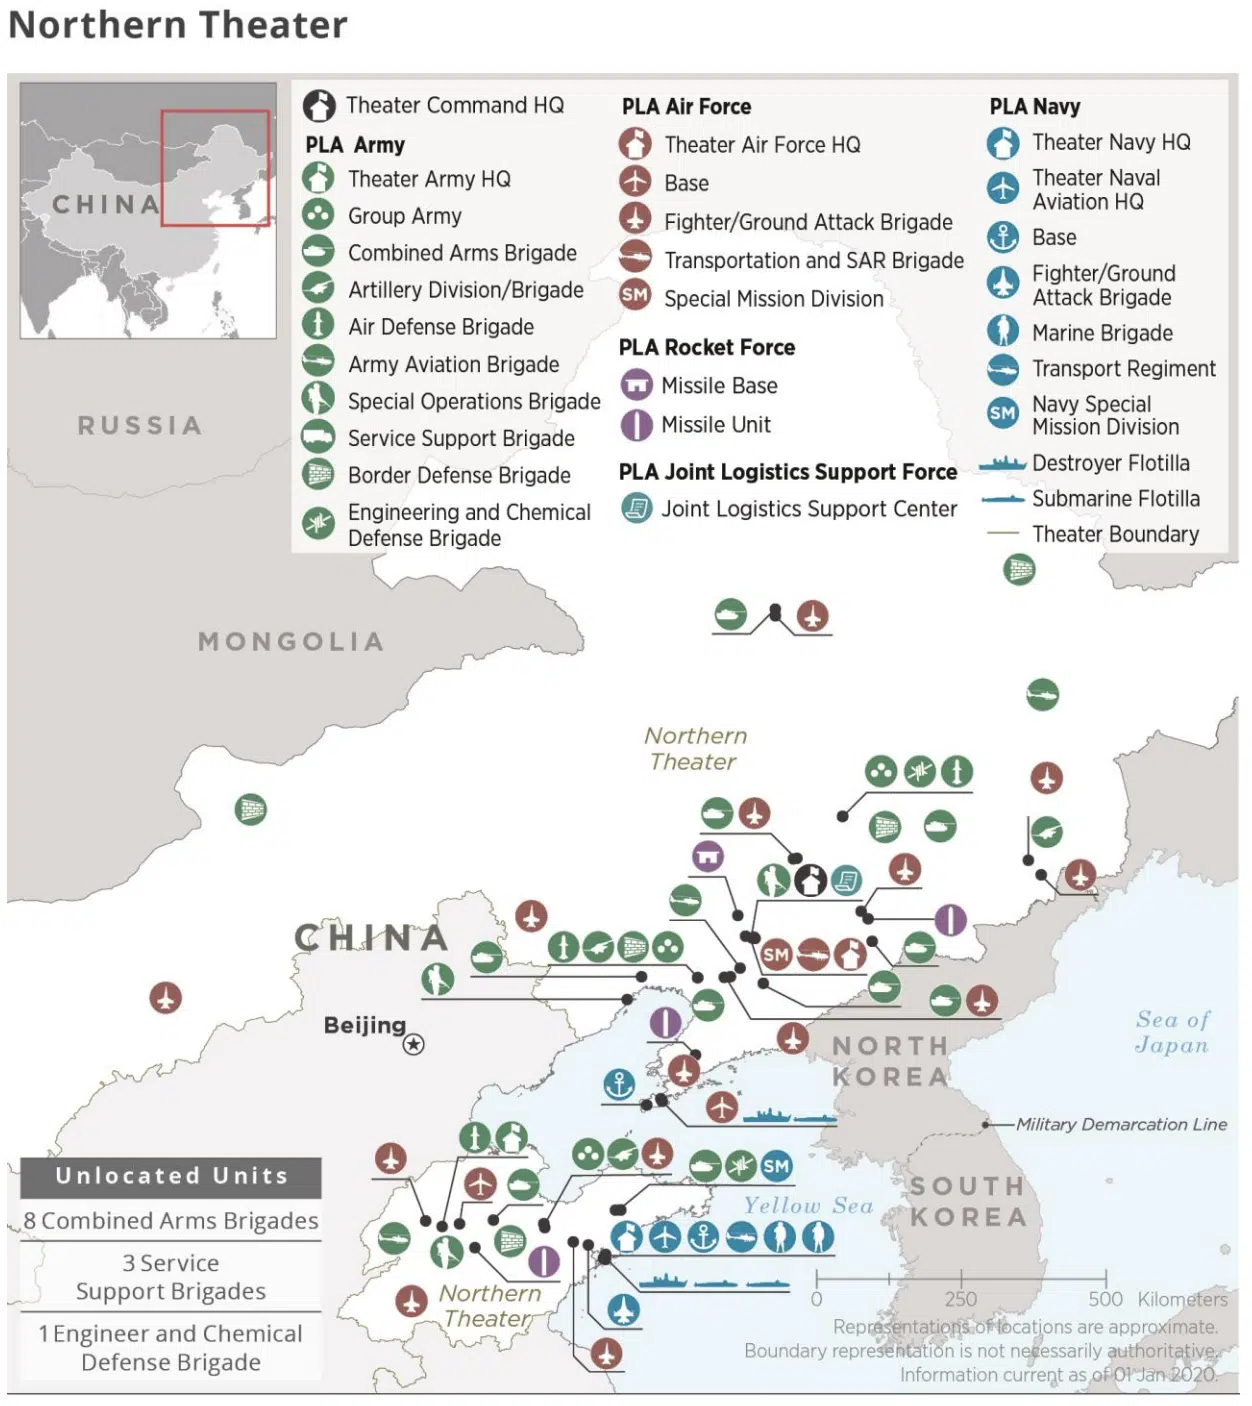 Northern Theater
CHINA
Theater Command HQ
PLA Army
Theater Army HQ
Group Army
Combined Arms Brigade
Artillery Division/Brigade
Air Defense Brigade
Army Aviation Brigade
Special Operations Brigade
Service Support Brigade
Border Defense Brigade
Engineering and Chemical
Defense Brigade
PLA Air Force
Theater Air Force HQ
Base
Fighter/Ground Attack Brigade
Transportation and SAR Brigade
SM
Special Mission Division
PLA Rocket Force
Missile Base
Missile Unit
PLA Joint Logistics Support Force
Joint Logistics Support Center
PLA Navy
Theater Navy HQ
Theater Naval
Aviation HQ
Base
Fighter/Ground
Attack Brigade
Marine Brigade
Transport Regiment
SM
Navy Special
Mission Division
Destroyer Flotilla
Submarine Flotilla
Theater Boundary
RUSSIA
MONGOLIA
Northern
Theater
CHINA
SM
Beijing
Sea of
Japan
NORTH
KOREA
Military Demarcation Line
SM
SOUTH
KOREA
Yellow Sea
Northern
Theater
Unlocated Units
8 Combined Arms Brigades
3 Service
Support Brigades
1 Engineer and Chemical
Defense Brigade
0 250 500 Kilometers
Representations of locations are approximate.
Boundary representation is not necessarily authoritative.
Information current as of 01 Jan 2020.